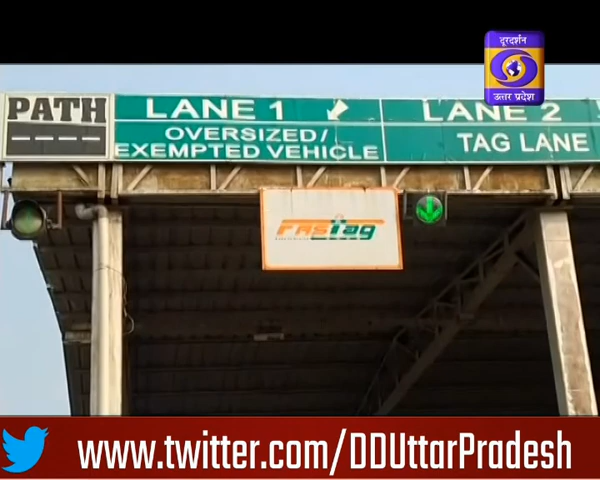 दूरदर्शन
उत्तर प्रदेश
PATH
LANE 1
OVERSIZED/
EXEMPTED VEHICLE
LANE 2
TAG LANE
FASTag
www.twitter.com/DDUttarPradesh